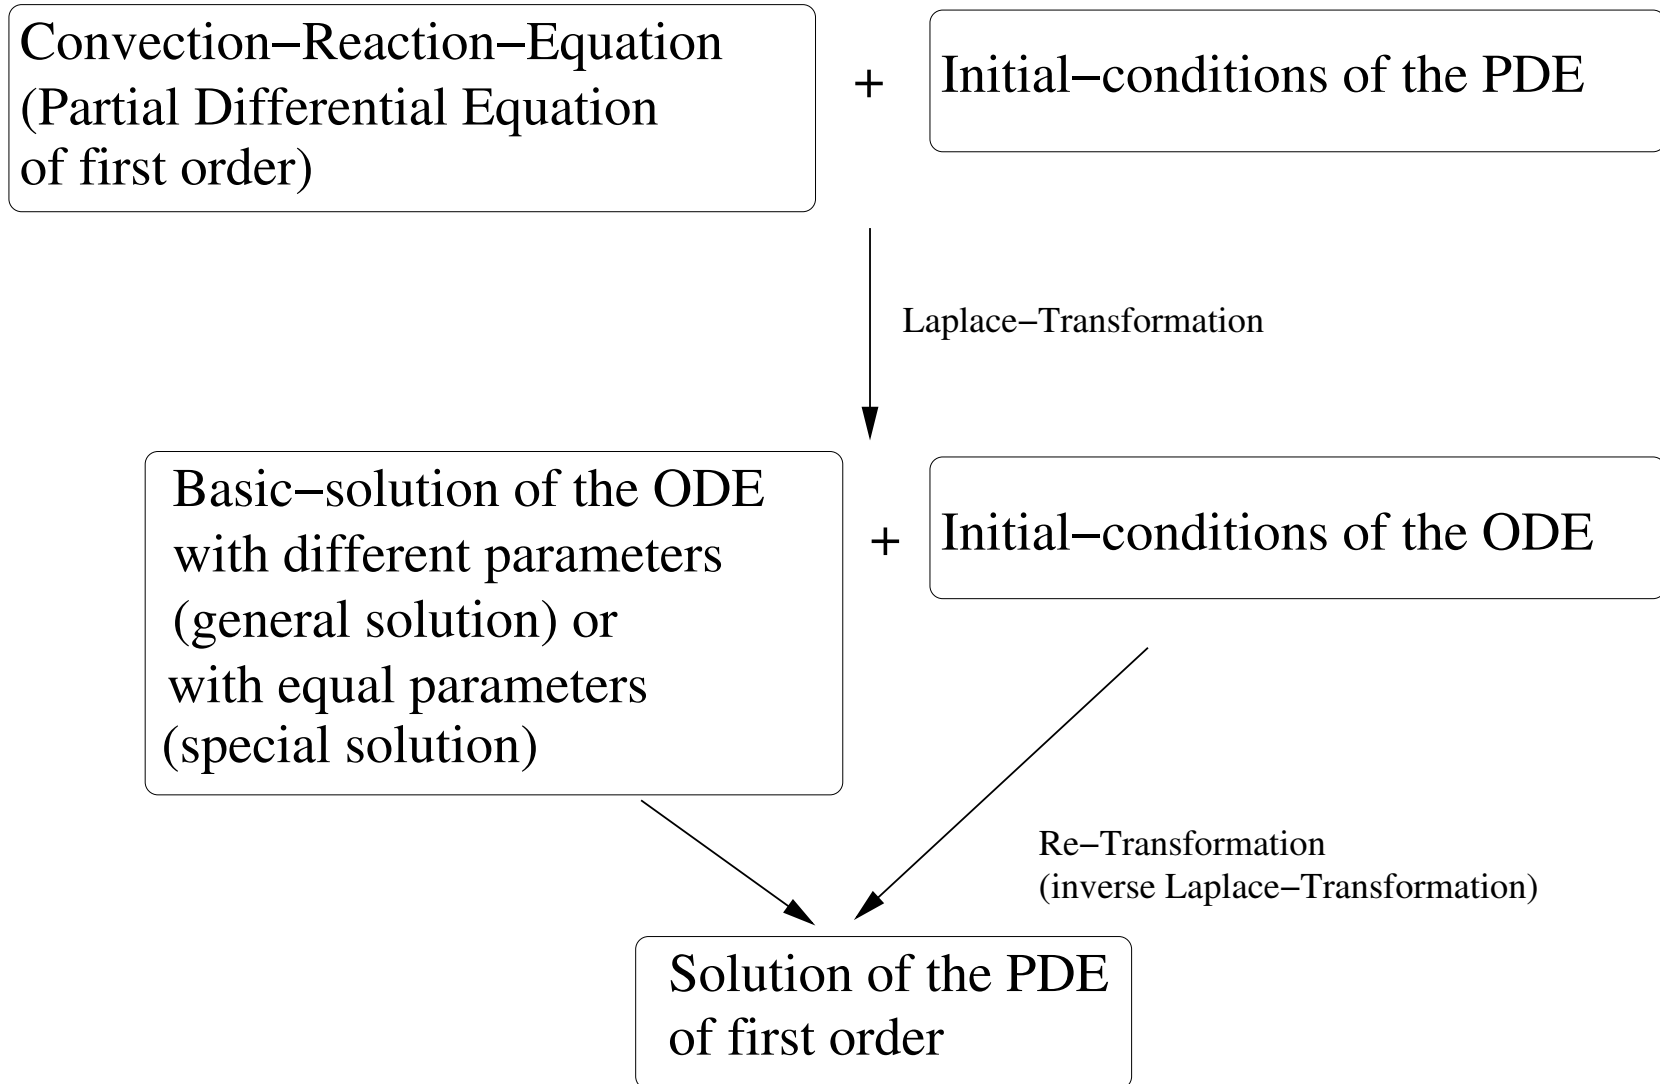 Convection−Reaction−Equation
(Partial Differential Equation
of first order)
+
Initial−conditions of the PDE
Laplace−Transformation
Basic−solution of the ODE
with different parameters
(general solution) or
with equal parameters
(special solution)
+
Initial−conditions of the ODE
Re−Transformation
(inverse Laplace−Transformation)
Solution of the PDE
of first order